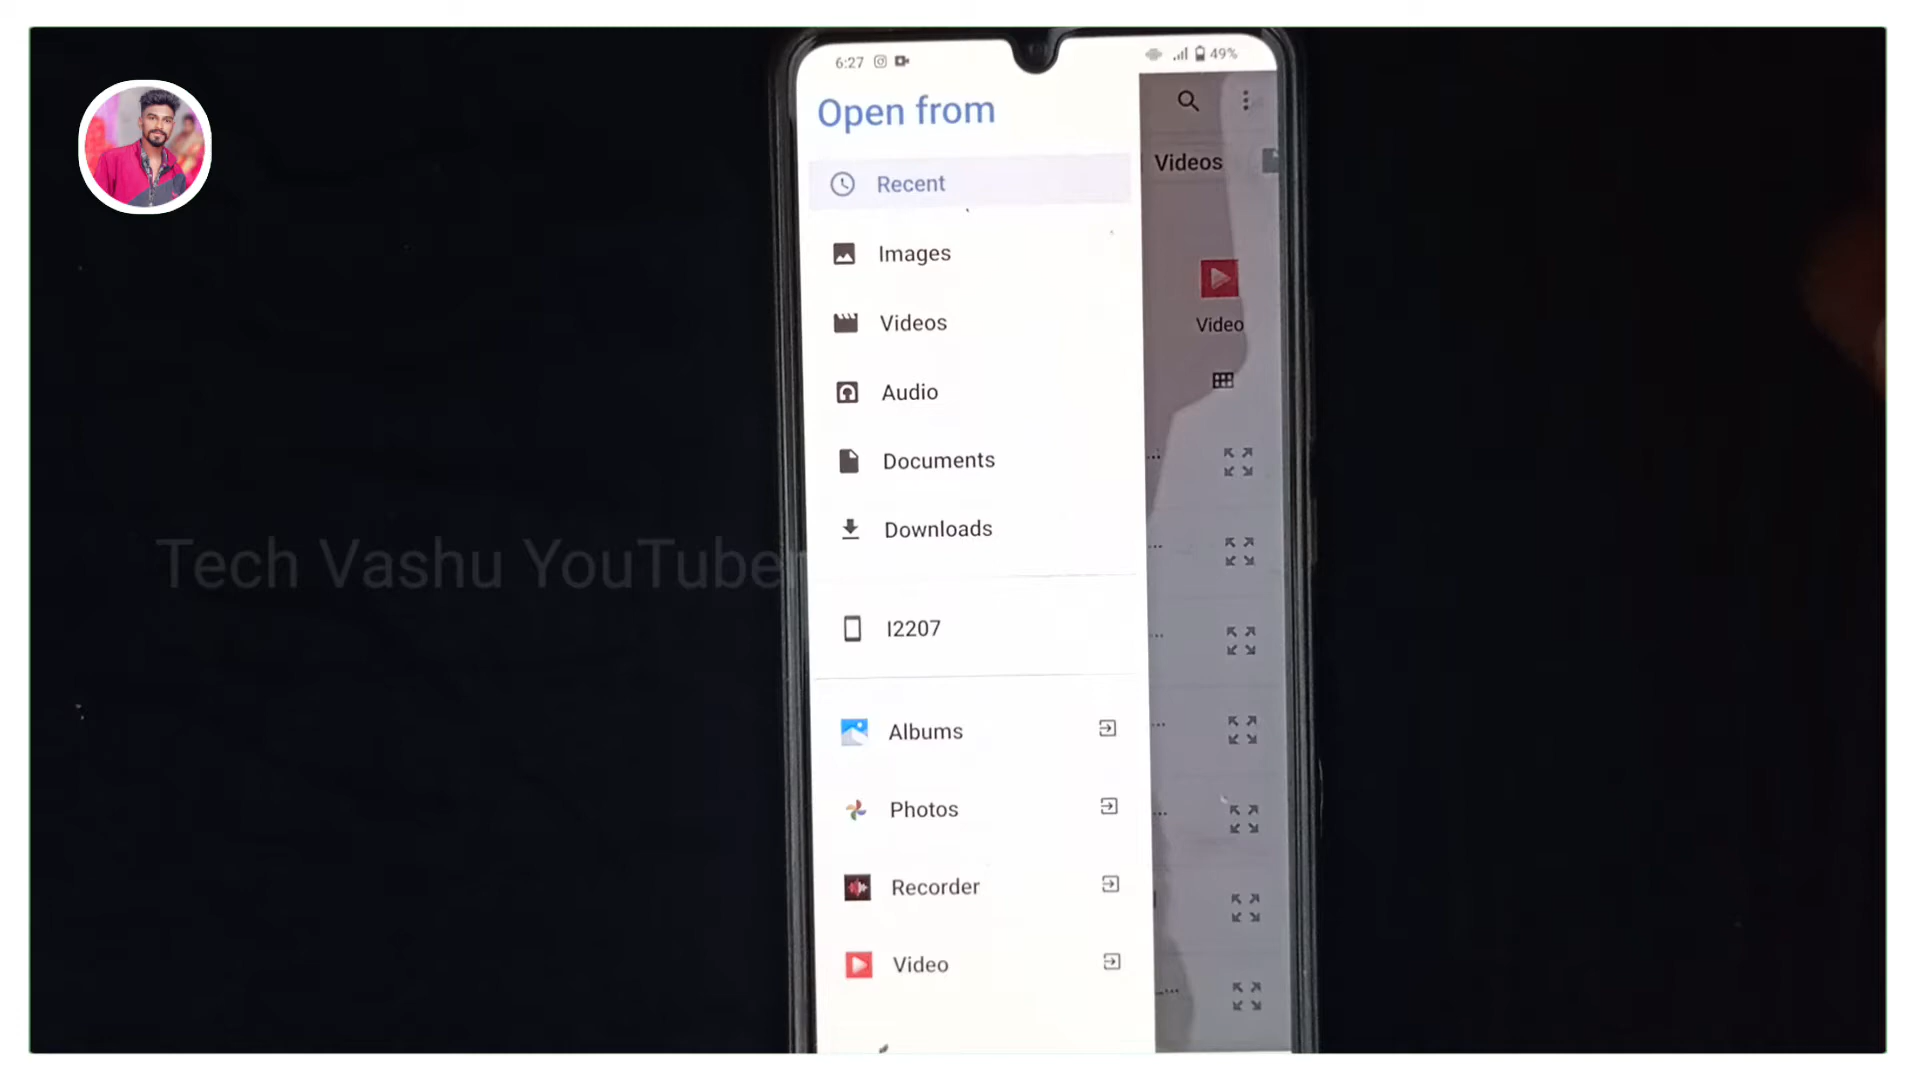 6:27
49%
Open from
Recent
Images
Videos
Audio
Documents
Downloads
I2207
Albums
Photos
Recorder
Video
Videos
Video
Tech Vashu YouTuber